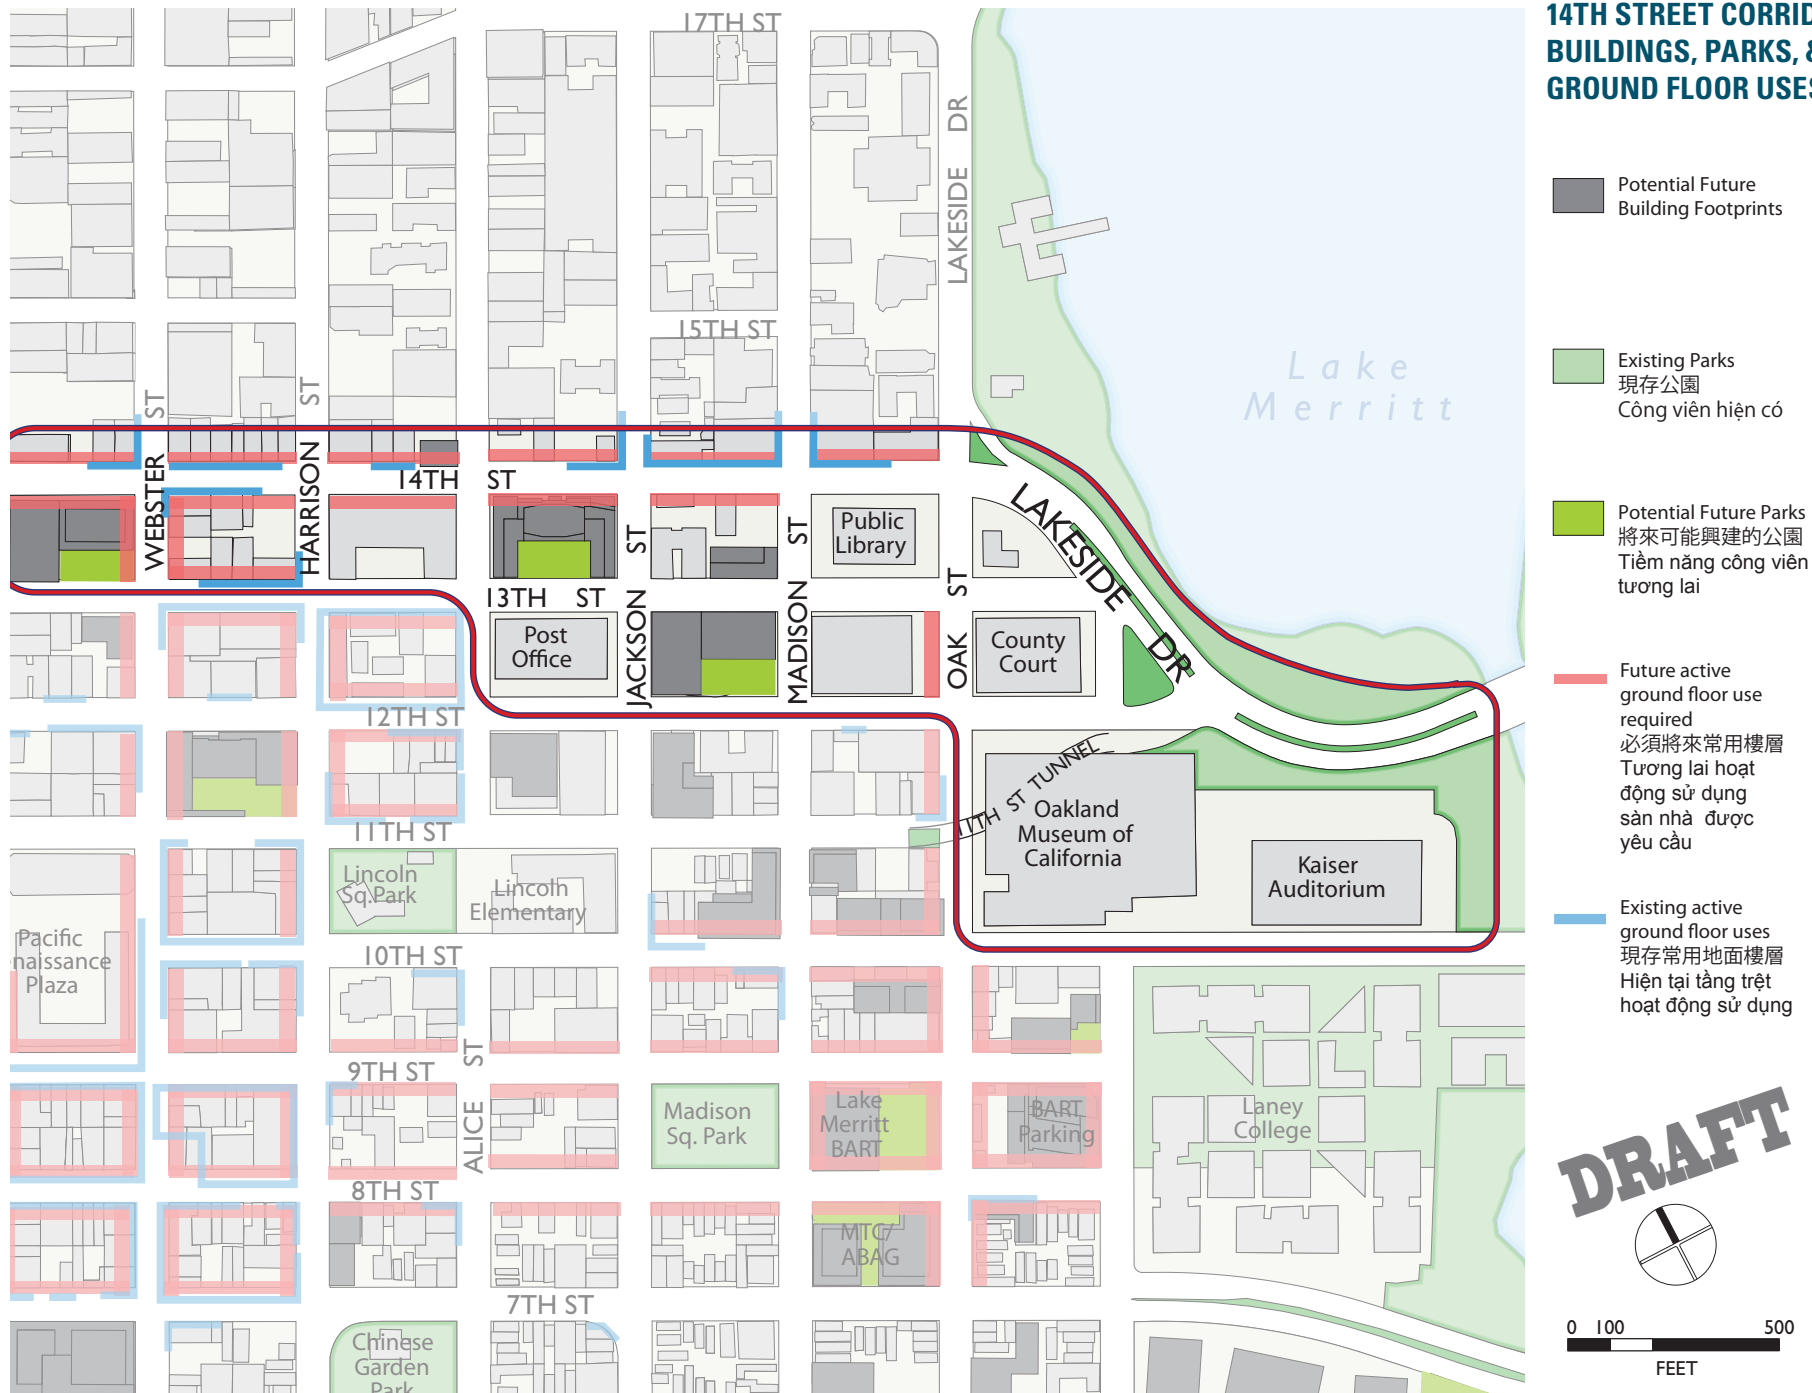 14TH STREET CORRID
BUILDINGS, PARKS, &
GROUND FLOOR USES
Potential Future
Building Footprints
Existing Parks
現存公園
Công viên hiện có
Potential Future Parks
將來可能興建的公園
Tiềm năng công viên
tương lai
Future active
ground floor use
required
必須將來常用樓層
Tương lai hoạt
động sử dụng
sàn nhà được
yêu cầu
Existing active
ground floor uses
現存常用地面樓層
Hiện tại tầng trệt
hoạt động sử dụng
DRAFT
0 100 500
FEET
17TH ST
LAKESIDE DR
15TH ST
Lake
Merritt
WEBSTER ST
HARRISON ST
14TH ST
JACKSON ST
MADISON ST
OAK ST
LAKESIDE DR
Public
Library
13TH ST
Post
Office
County
Court
12TH ST
11TH ST TUNNEL
Oakland
Museum of
California
Kaiser
Auditorium
11TH ST
Lincoln
Sq.Park
Lincoln
Elementary
10TH ST
Pacific
naissance
Plaza
ALICE ST
9TH ST
Madison
Sq. Park
Lake
Merritt
BART
BART
Parking
Laney
College
8TH ST
MTC/
ABAG
7TH ST
Chinese
Garden
Park